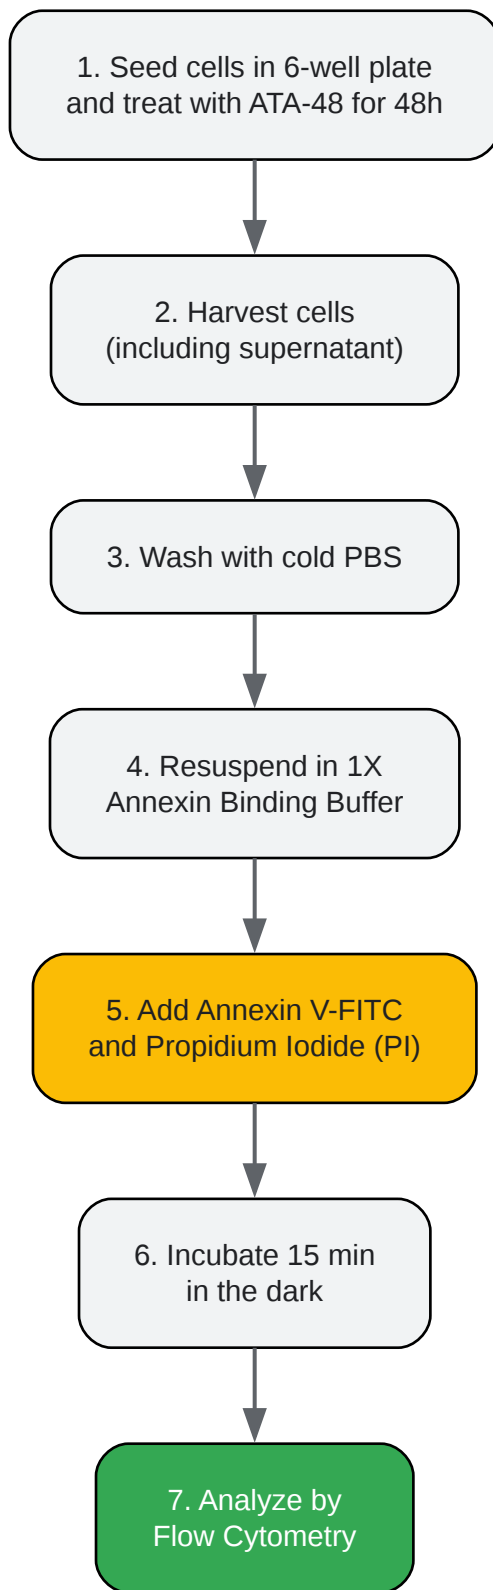 1. Seed cells in 6-well plate
and treat with ATA-48 for 48h
2. Harvest cells
(including supernatant)
3. Wash with cold PBS
4. Resuspend in 1X
Annexin Binding Buffer
5. Add Annexin V-FITC
and Propidium Iodide (PI)
6. Incubate 15 min
in the dark
7. Analyze by
Flow Cytometry